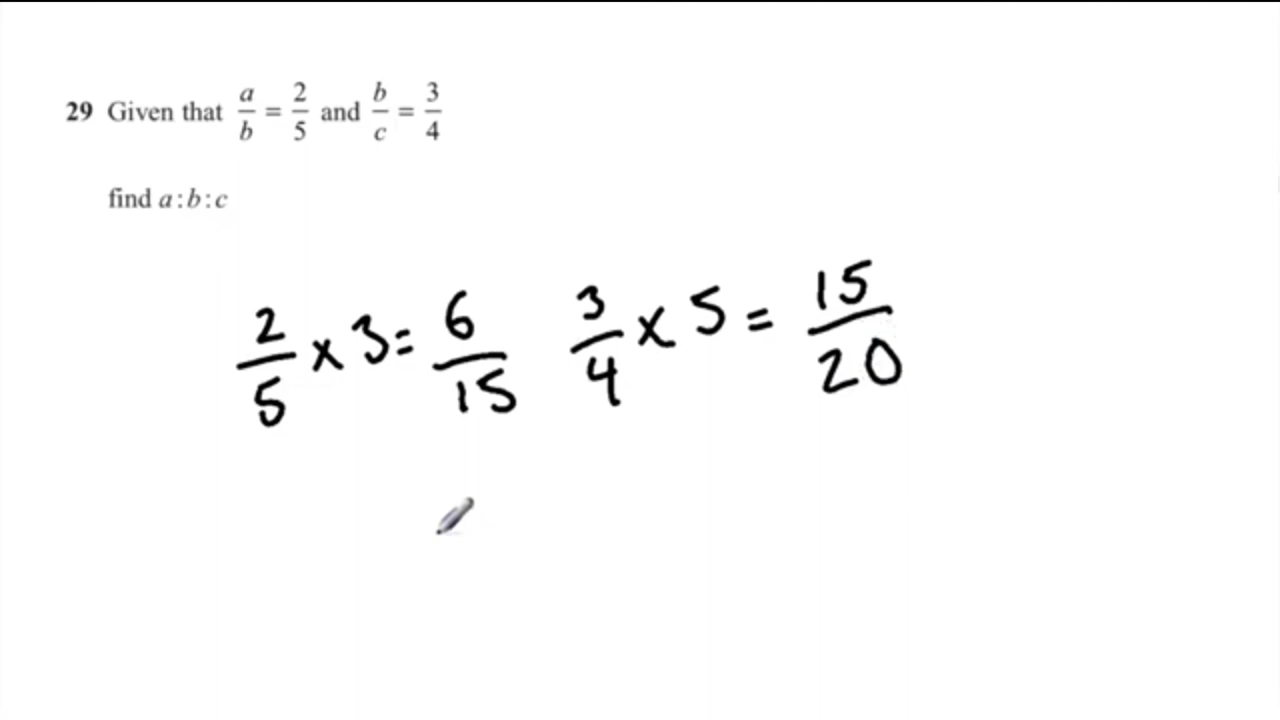 29 Given that a/b = 2/5 and b/c = 3/4
find a : b : c
2/5 x 3 = 6/15 3/4 x 5 = 15/20